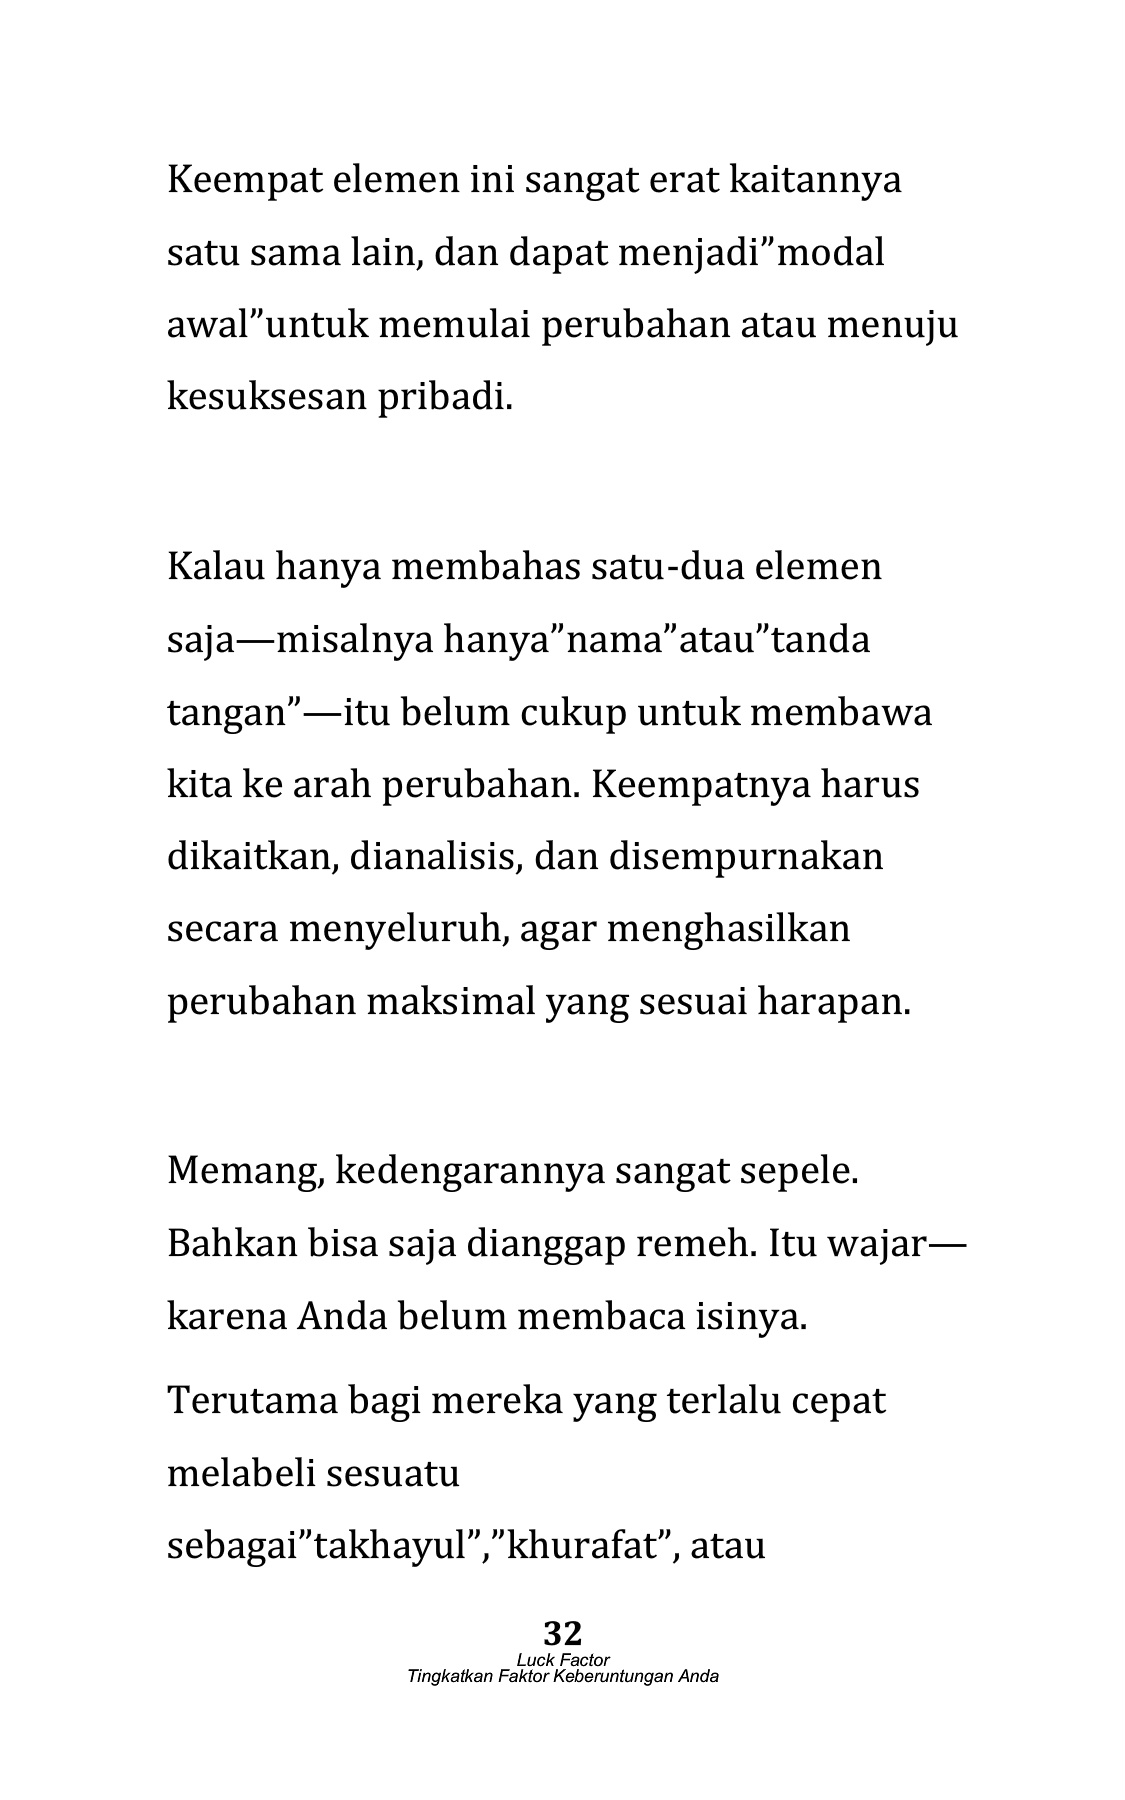 Keempat elemen ini sangat erat kaitannya
satu sama lain, dan dapat menjadi”modal
awal”untuk memulai perubahan atau menuju
kesuksesan pribadi.
Kalau hanya membahas satu-dua elemen
saja—misalnya hanya”nama”atau”tanda
tangan”—itu belum cukup untuk membawa
kita ke arah perubahan. Keempatnya harus
dikaitkan, dianalisis, dan disempurnakan
secara menyeluruh, agar menghasilkan
perubahan maksimal yang sesuai harapan.
Memang, kedengarannya sangat sepele.
Bahkan bisa saja dianggap remeh. Itu wajar—
karena Anda belum membaca isinya.
Terutama bagi mereka yang terlalu cepat
melabeli sesuatu
sebagai”takhayul”,”khurafat”, atau
32
Luck Factor
Tingkatkan Faktor Keberuntungan Anda